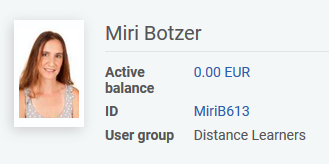 Miri Botzer
Active balance 0.00 EUR
ID MiriB613
User group Distance Learners